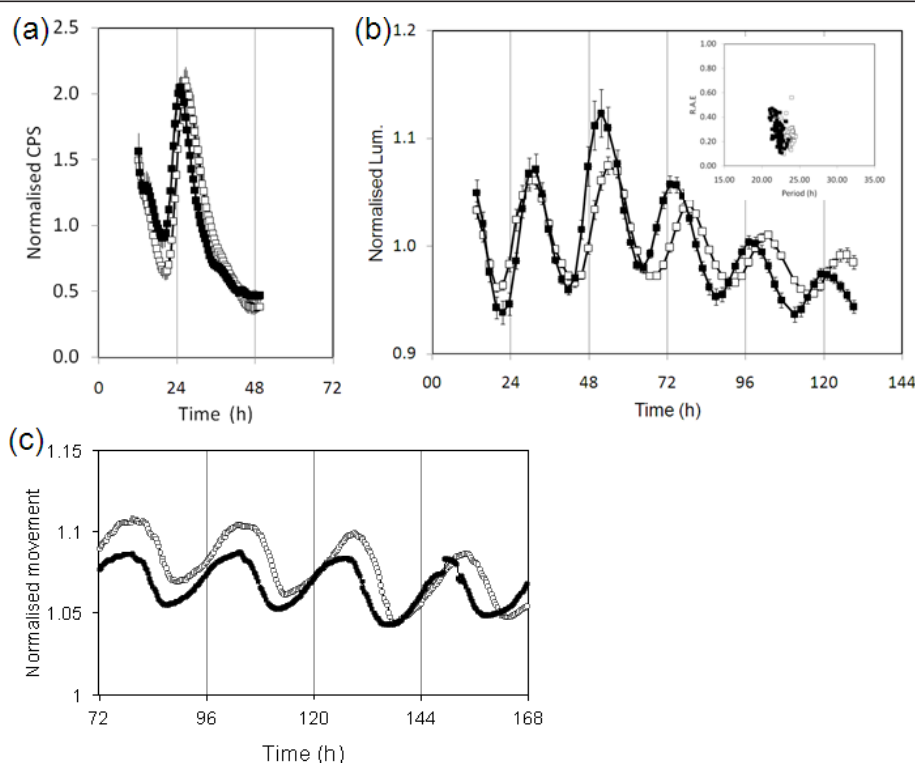 (a)
2.5
2.0
1.5
1.0
0.5
0.0
Normalised CPS
0 24 48 72
Time (h)
(b)
1.2
1.1
1.0
0.9
Normalised Lum.
00 24 48 72 96 120 144
Time (h)
1.00
0.80
0.60
0.40
0.20
0.00
R.A.E
15.00 20.00 25.00 30.00 35.00
Period (h)
(c)
1.15
1.1
1.05
1
Normalised movement
72 96 120 144 168
Time (h)